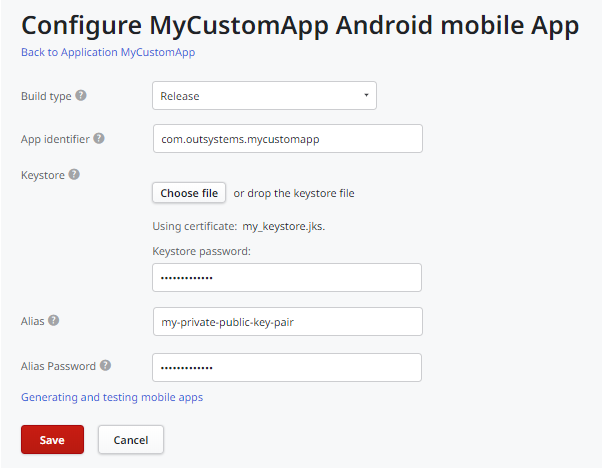 Configure MyCustomApp Android mobile App
Back to Application MyCustomApp
Build type ?
Release
App identifier ?
com.outsystems.mycustomapp
Keystore ?
Choose file or drop the keystore file
Using certificate: my_keystore.jks.
Keystore password:
•••••••••••••
Alias ?
my-private-public-key-pair
Alias Password ?
•••••••••••••
Generating and testing mobile apps
Save Cancel